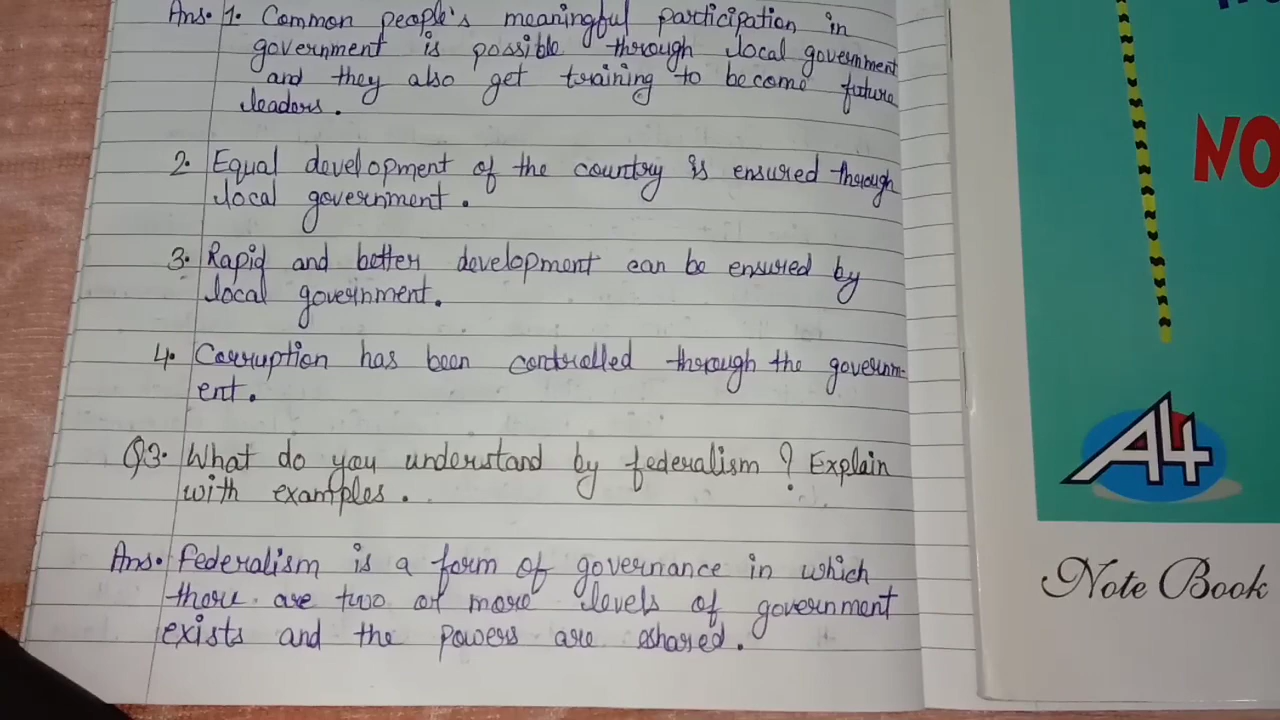 Ans. 1. Common people's meaningful participation in
government is possible through local government
and they also get training to become future
leaders.
2. Equal development of the country is ensured through
local government.
3. Rapid and better development can be ensured by
local government.
4. Corruption has been controlled through the governm-
ent.
Q3. What do you understand by federalism? Explain
with examples.
Ans. Federalism is a form of governance in which
there are two or more levels of government
exists and the powers are shared.
NO
A4
Note Book